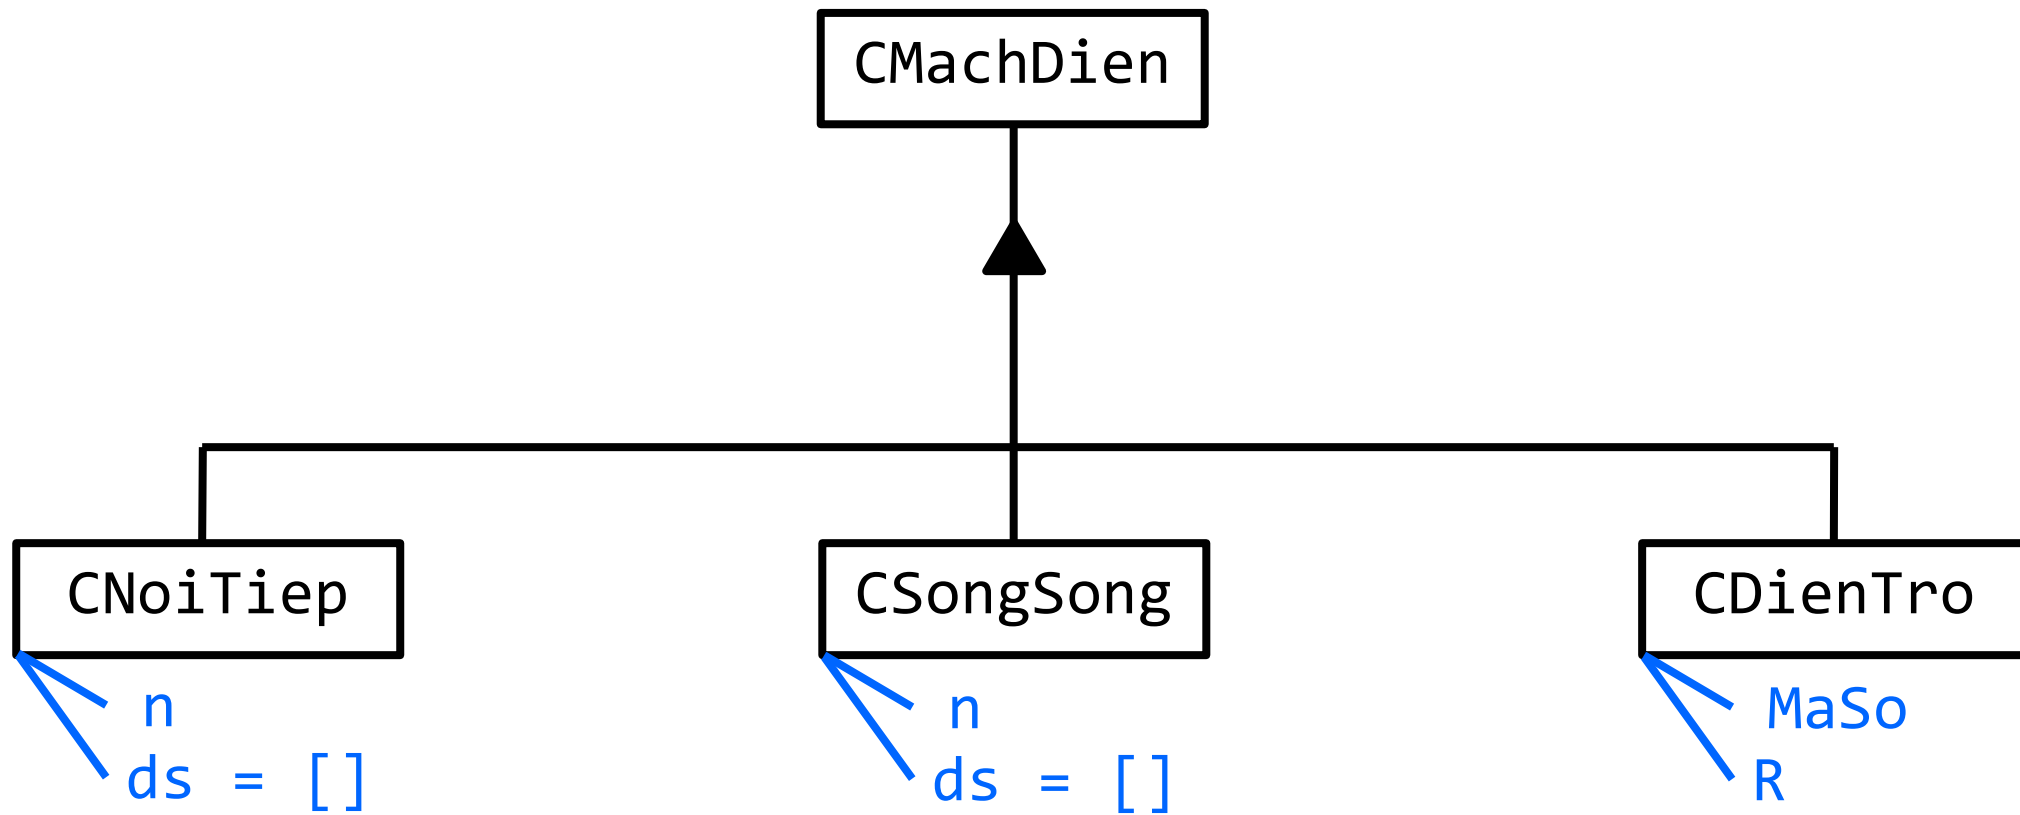 CMachDien
CNoiTiep
CSongSong
CDienTro
n
ds = []
n
ds = []
MaSo
R